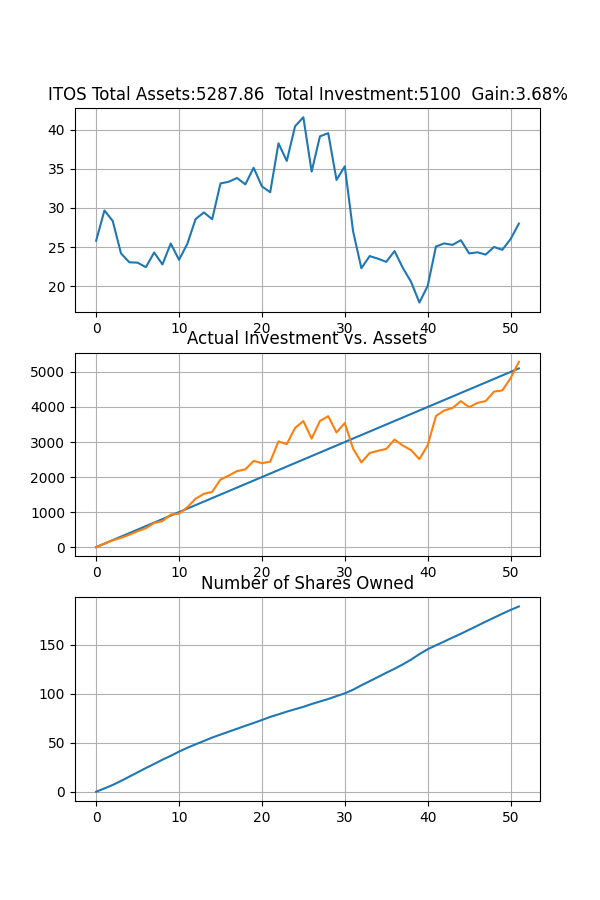 ITOS Total Assets:5287.86  Total Investment:5100  Gain:3.68%
40
35
30
25
20
0 10 20 30 40 50
Actual Investment vs. Assets
5000
4000
3000
2000
1000
0
0 10 20 30 40 50
Number of Shares Owned
150
100
50
0
0 10 20 30 40 50